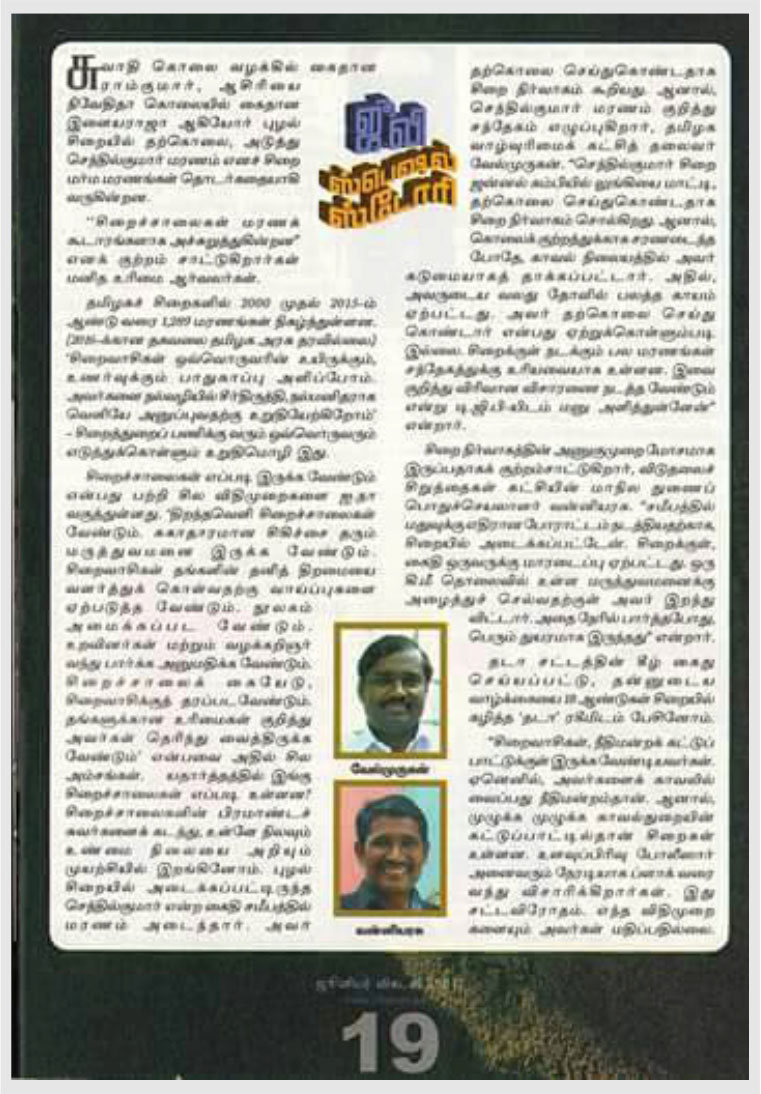 சுவாதி கொலை வழக்கில் கைதான
ராம்குமார், ஆசிரியை
நிவேதிதா கொலையில் கைதான
இளையராஜா ஆகியோர் புழல்
சிறையில் தற்கொலை, அடுத்து
செந்தில்குமார் மரணம் எனச் சிறை
மர்ம மரணங்கள் தொடர்கதையாகி
வருகின்றன.
“சிறைச்சாலைகள் மரணக்
கூடாரங்களாக அச்சுறுத்துகின்றன”
எனக் குற்றம் சாட்டுகிறார்கள்
மனித உரிமை ஆர்வலர்கள்.
தமிழகச் சிறைகளில் 2000 முதல் 2015-ம்
ஆண்டு வரை 1,289 மரணங்கள் நிகழ்ந்துள்ளன.
(2016-க்கான தகவலை தமிழக அரசு தரவில்லை)
‘சிறைவாசிகள் ஒவ்வொருவரின் உயிருக்கும்,
உணர்வுக்கும் பாதுகாப்பு அளிப்போம்.
அவர்களை நல்வழியில் சீர்திருத்தி, நல்மனிதராக
வெளியே அனுப்புவதற்கு உறுதியேற்கிறோம்’
- சிறைத்துறைப் பணிக்கு வரும் ஒவ்வொருவரும்
எடுத்துக்கொள்ளும் உறுதிமொழி இது.
சிறைச்சாலைகள் எப்படி இருக்க வேண்டும்
என்பது பற்றி சில விதிமுறைகளை ஐ.நா
வகுத்துள்ளது. ‘திறந்தவெளி சிறைச்சாலைகள்
வேண்டும். சுகாதாரமான சிகிச்சை தரும்
மருத்துவமனை இருக்க வேண்டும்.
சிறைவாசிகள் தங்களின் தனித் திறமையை
வளர்த்துக் கொள்வதற்கு வாய்ப்புகளை
ஏற்படுத்த வேண்டும். நூலகம்
அமைக்கப்பட வேண்டும்.
உறவினர்கள் மற்றும் வழக்கறிஞர்
வந்து பார்க்க அனுமதிக்க வேண்டும்.
சிறைச்சாலைக் கையேடு,
சிறைவாசிக்குத் தரப்பட வேண்டும்.
தங்களுக்கான உரிமைகள் குறித்து
அவர்கள் தெரிந்து வைத்திருக்க
வேண்டும்’ என்பவை அதில் சில
அம்சங்கள். யதார்த்தத்தில் இங்கு
சிறைச்சாலைகள் எப்படி உள்ளன?
சிறைச்சாலைகளின் பிரமாண்டச்
சுவர்களைக் கடந்து, உள்ளே நிலவும்
உண்மை நிலையை அறியும்
முயற்சியில் இறங்கினோம். புழல்
சிறையில் அடைக்கப்பட்டிருந்த
செந்தில்குமார் என்ற கைதி சமீபத்தில்
மரணம் அடைந்தார். அவர்
ஜூவி
ஸ்பெஷல்
ஸ்டோரி
தற்கொலை செய்துகொண்டதாக
சிறை நிர்வாகம் கூறியது. ஆனால்,
செந்தில்குமார் மரணம் குறித்து
சந்தேகம் எழுப்புகிறார், தமிழக
வாழ்வுரிமைக் கட்சித் தலைவர்
வேல்முருகன். “செந்தில்குமார் சிறை
ஜன்னல் கம்பியில் லுங்கியை மாட்டி,
தற்கொலை செய்துகொண்டதாக
சிறை நிர்வாகம் சொல்கிறது. ஆனால்,
கொலைக் குற்றத்துக்காக சரணடைந்த
போதே, காவல் நிலையத்தில் அவர்
கடுமையாகத் தாக்கப்பட்டார். அதில்,
அவருடைய வலது தோளில் பலத்த காயம்
ஏற்பட்டது. அவர் தற்கொலை செய்து
கொண்டார் என்பது ஏற்றுக்கொள்ளும்படி
இல்லை. சிறைக்குள் நடக்கும் பல மரணங்கள்
சந்தேகத்துக்கு உரியவையாக உள்ளன. இவை
குறித்து விரிவான விசாரணை நடத்த வேண்டும்
என்று டி.ஜி.பி-யிடம் மனு அளித்துள்ளேன்”
என்றார்.
சிறை நிர்வாகத்தின் அணுகுமுறை மோசமாக
இருப்பதாகக் குற்றம்சாட்டுகிறார், விடுதலைச்
சிறுத்தைகள் கட்சியின் மாநில துணைப்
பொதுச்செயலாளர் வன்னியரசு. “சமீபத்தில்
மதுவுக்கு எதிரான போராட்டம் நடத்தியதற்காக,
சிறையில் அடைக்கப்பட்டேன். சிறைக்குள்,
கைதி ஒருவருக்கு மாரடைப்பு ஏற்பட்டது. ஒரு
கி.மீ தொலைவில் உள்ள மருத்துவமனைக்கு
அழைத்துச் செல்வதற்குள் அவர் இறந்து
விட்டார். அதை நேரில் பார்த்தபோது,
பெரும் துயரமாக இருந்தது” என்றார்.
தடா சட்டத்தின் கீழ் கைது
செய்யப்பட்டு, தன்னுடைய
வாழ்க்கையை 18 ஆண்டுகள் சிறையில்
கழித்த ‘தடா’ ரஹீமிடம் பேசினோம்.
“சிறைவாசிகள், நீதிமன்றக் கட்டுப்
பாட்டுக்குள் இருக்க வேண்டியவர்கள்.
ஏனெனில், அவர்களைக் காவலில்
வைப்பது நீதிமன்றம்தான். ஆனால்,
முழுக்க முழுக்க காவல்துறையின்
கட்டுப்பாட்டில்தான் சிறைகள்
உள்ளன. உளவுப்பிரிவு போலீஸார்
அனைவரும் நேரடியாக ப்ளாக் வரை
வந்து விசாரிக்கிறார்கள். இது
சட்டவிரோதம். எந்த விதிமுறை
களையும் அவர்கள் மதிப்பதில்லை.
வேல்முருகன்
வன்னியரசு
ஜூனியர் விகடன்
19